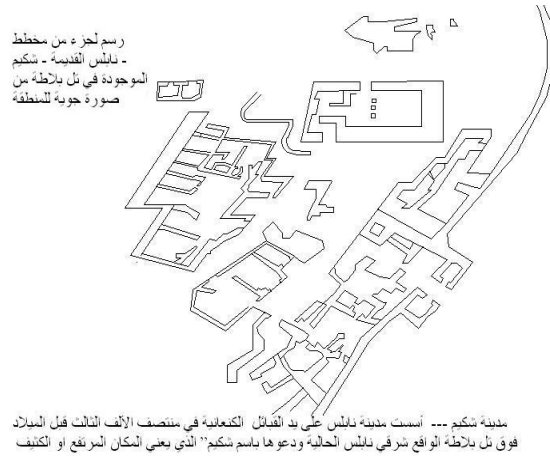 رسم لجزء من مخطط
- نابلس القديمة - شكيم
الموجودة في تل بلاطة من
صورة جوية للمنطقة
مدينة شكيم --- أسست مدينة نابلس على يد القبائل الكنعانية في منتصف الألف الثالث قبل الميلاد
فوق تل بلاطة الواقع شرقي نابلس الحالية ودعوها باسم شكيم" الذي يعني المكان المرتفع او الكثيف